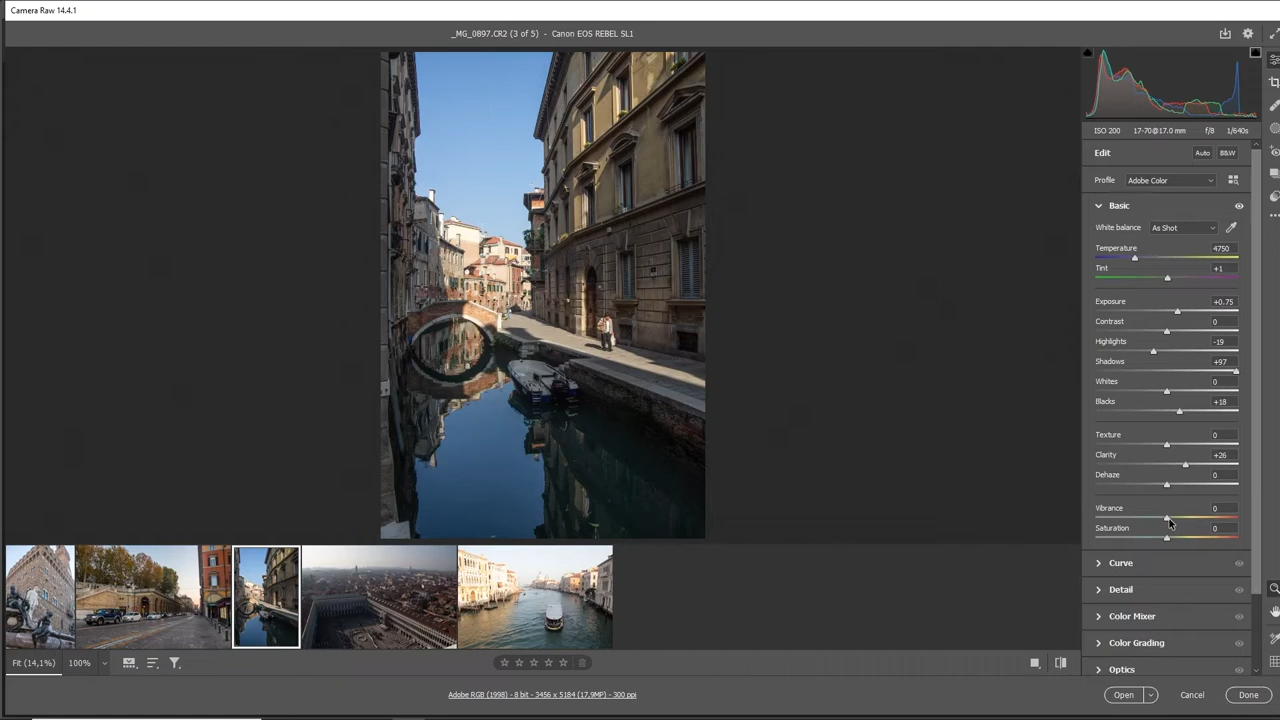 Camera Raw 14.4.1
_MG_0897.CR2 (3 of 5) - Canon EOS REBEL SL1
ISO 200 17-70@17.0 mm f/8 1/640s
Edit Auto B&W
Profile Adobe Color
Basic
White balance As Shot
Temperature 4750
Tint +1
Exposure +0.75
Contrast 0
Highlights -19
Shadows +97
Whites 0
Blacks +18
Texture 0
Clarity +26
Dehaze 0
Vibrance 0
Saturation 0
Curve
Detail
Color Mixer
Color Grading
Optics
Fit (14,1%) 100%
Adobe RGB (1998) - 8 bit - 3456 x 5184 (17,9MP) - 300 ppi
Open Cancel Done